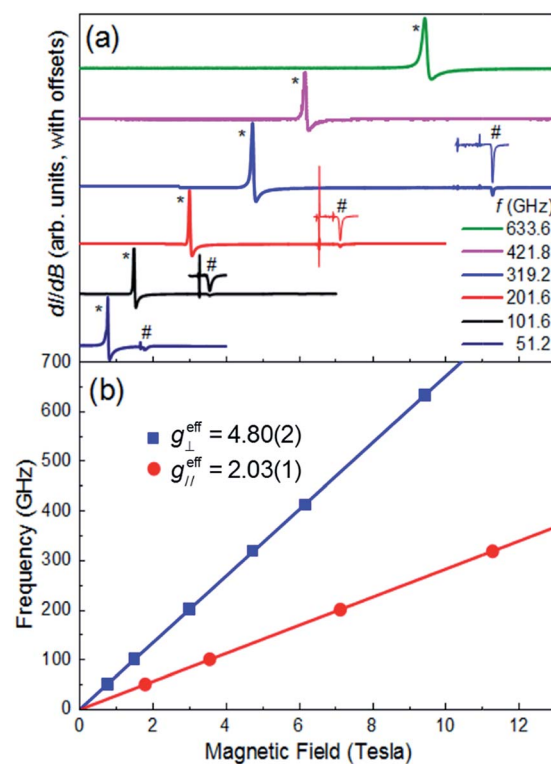 (a)
dI/dB (arb. units, with offsets)
*
*
*
#
*
#
*
#
*
#
f (GHz)
633.6
421.8
319.2
201.6
101.6
51.2
(b)
Frequency (GHz)
700
600
500
400
300
200
100
0
g⊥^eff = 4.80(2)
g//^eff = 2.03(1)
0 2 4 6 8 10 12
Magnetic Field (Tesla)